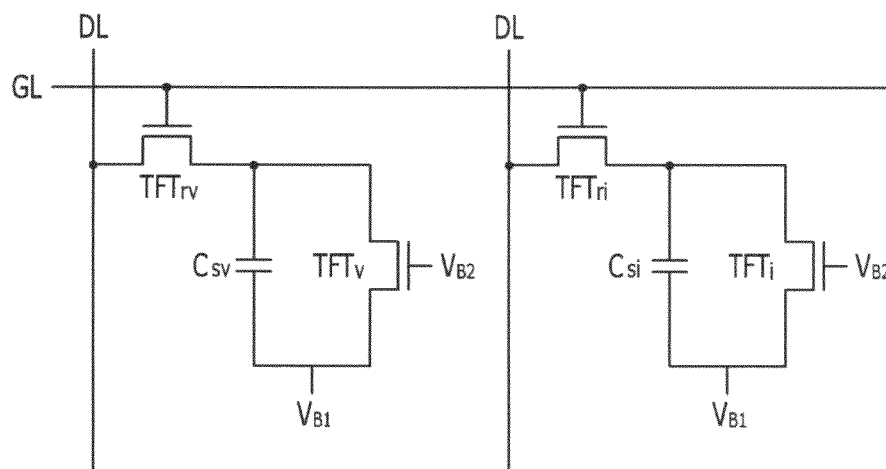 DL DL
GL
TFTrv TFTri
Csv TFTv VB2 Csi TFTi VB2
VB1 VB1